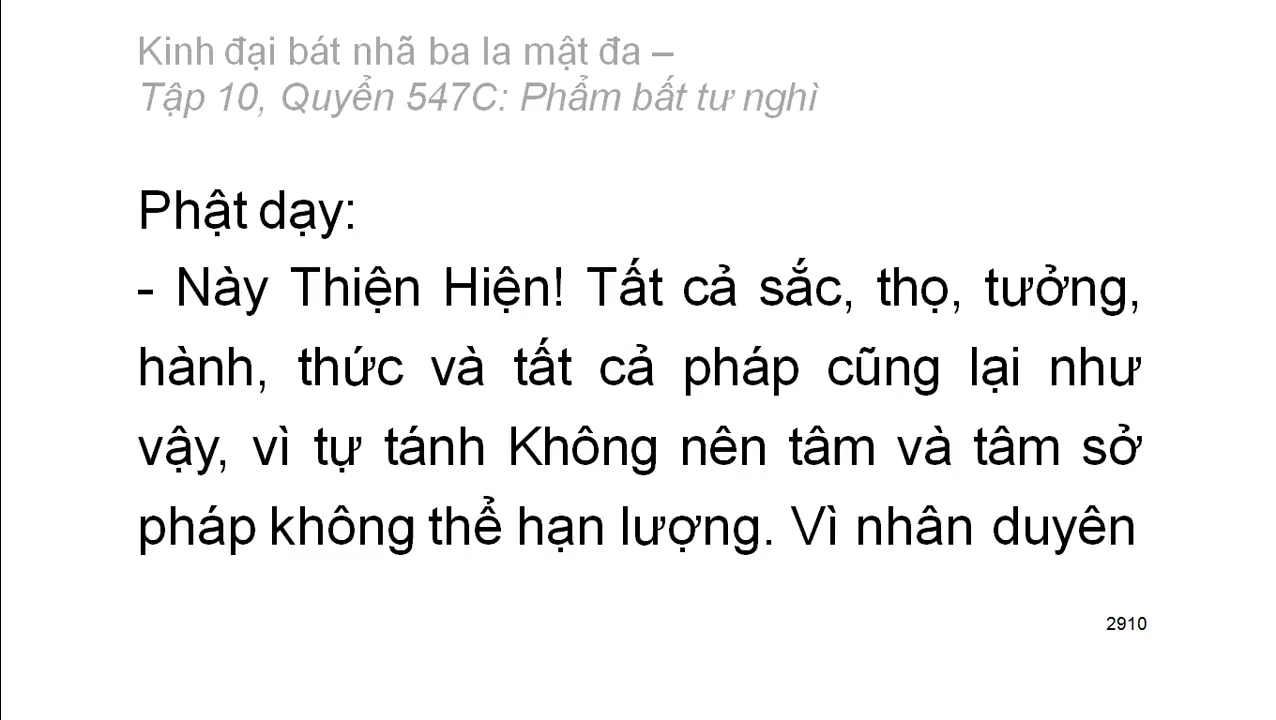 Kinh đại bát nhã ba la mật đa –
Tập 10, Quyển 547C: Phẩm bất tư nghì
Phật dạy:
- Này Thiện Hiện! Tất cả sắc, thọ, tưởng,
hành, thức và tất cả pháp cũng lại như
vậy, vì tự tánh Không nên tâm và tâm sở
pháp không thể hạn lượng. Vì nhân duyên
2910